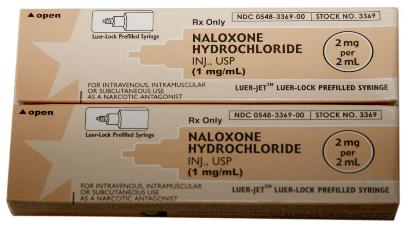 ▲open
Luer-Lock Prefilled Syringe
Rx Only
NDC 0548-3369-00 STOCK NO. 3369
NALOXONE
HYDROCHLORIDE
INJ., USP
(1 mg/mL)
2 mg
per
2 mL
FOR INTRAVENOUS, INTRAMUSCULAR
OR SUBCUTANEOUS USE
AS A NARCOTIC ANTAGONIST
LUER-JET™ LUER-LOCK PREFILLED SYRINGE
▲open
Luer-Lock Prefilled Syringe
Rx Only
NDC 0548-3369-00 STOCK NO. 3369
NALOXONE
HYDROCHLORIDE
INJ., USP
(1 mg/mL)
2 mg
per
2 mL
FOR INTRAVENOUS, INTRAMUSCULAR
OR SUBCUTANEOUS USE
AS A NARCOTIC ANTAGONIST
LUER-JET™ LUER-LOCK PREFILLED SYRINGE